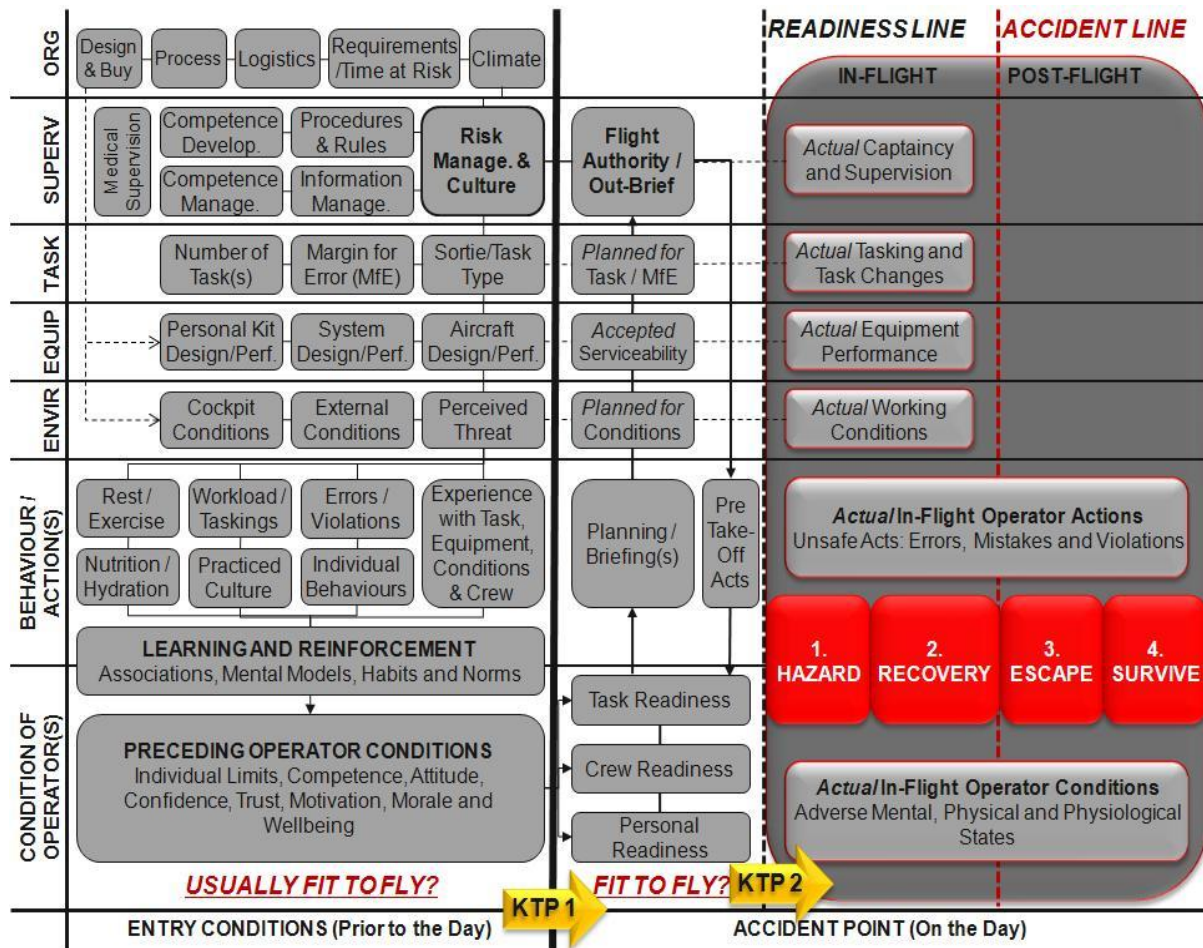 READINESS LINE
ACCIDENT LINE
ORG
Design
& Buy
Process
Logistics
Requirements
/Time at Risk
Climate
IN-FLIGHT
POST-FLIGHT
SUPERV
Medical
Supervision
Competence
Develop.
Procedures
& Rules
Competence
Manage.
Information
Manage.
Risk
Manage. &
Culture
Flight
Authority /
Out-Brief
Actual Captaincy
and Supervision
TASK
Number of
Task(s)
Margin for
Error (MfE)
Sortie/Task
Type
Planned for
Task / MfE
Actual Tasking and
Task Changes
EQUIP
Personal Kit
Design/Perf.
System
Design/Perf.
Aircraft
Design/Perf.
Accepted
Serviceability
Actual Equipment
Performance
ENVIR
Cockpit
Conditions
External
Conditions
Perceived
Threat
Planned for
Conditions
Actual Working
Conditions
BEHAVIOUR /
ACTION(S)
Rest /
Exercise
Workload /
Taskings
Errors /
Violations
Experience
with Task,
Equipment,
Conditions
& Crew
Nutrition /
Hydration
Practiced
Culture
Individual
Behaviours
Planning /
Briefing(s)
Pre
Take-
Off
Acts
Actual In-Flight Operator Actions
Unsafe Acts: Errors, Mistakes and Violations
LEARNING AND REINFORCEMENT
Associations, Mental Models, Habits and Norms
1.
HAZARD
2.
RECOVERY
3.
ESCAPE
4.
SURVIVE
CONDITION OF
OPERATOR(S)
PRECEDING OPERATOR CONDITIONS
Individual Limits, Competence, Attitude,
Confidence, Trust, Motivation, Morale and
Wellbeing
Task Readiness
Crew Readiness
Personal
Readiness
Actual In-Flight Operator Conditions
Adverse Mental, Physical and Physiological
States
USUALLY FIT TO FLY?
KTP 1
FIT TO FLY?
KTP 2
ENTRY CONDITIONS (Prior to the Day)
ACCIDENT POINT (On the Day)